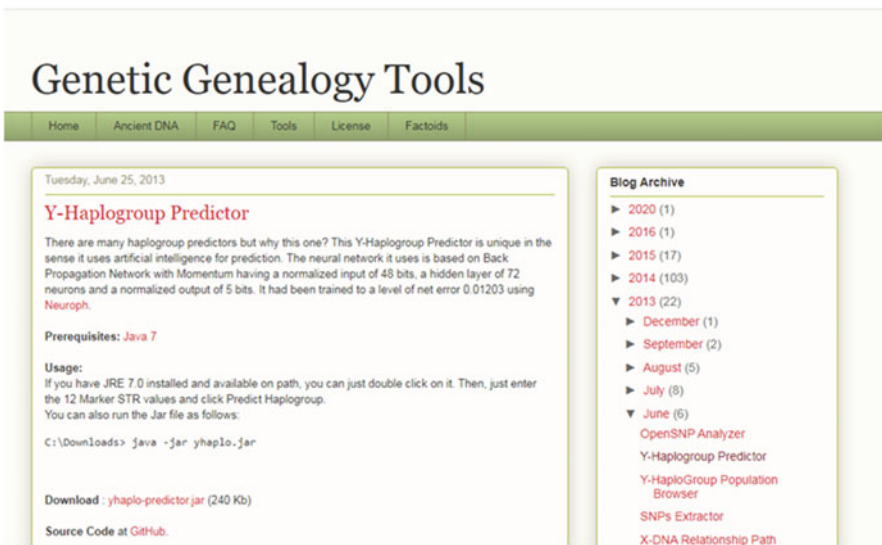 Genetic Genealogy Tools
Home Ancient DNA FAQ Tools License Factoids
Tuesday, June 25, 2013
Y-Haplogroup Predictor
There are many haplogroup predictors but why this one? This Y-Haplogroup Predictor is unique in the
sense it uses artificial intelligence for prediction. The neural network it uses is based on Back
Propagation Network with Momentum having a normalized input of 48 bits, a hidden layer of 72
neurons and a normalized output of 5 bits. It had been trained to a level of net error 0.01203 using
Neuroph.
Prerequisites: Java 7
Usage:
If you have JRE 7.0 installed and available on path, you can just double click on it. Then, just enter
the 12 Marker STR values and click Predict Haplogroup.
You can also run the Jar file as follows:
C:\Downloads> java -jar yhaplo.jar
Download : yhaplo-predictor.jar (240 Kb)
Source Code at GitHub.
Blog Archive
► 2020 (1)
► 2016 (1)
► 2015 (17)
► 2014 (103)
▼ 2013 (22)
► December (1)
► September (2)
► August (5)
► July (8)
▼ June (6)
OpenSNP Analyzer
Y-Haplogroup Predictor
Y-HaploGroup Population
Browser
SNPs Extractor
X-DNA Relationship Path